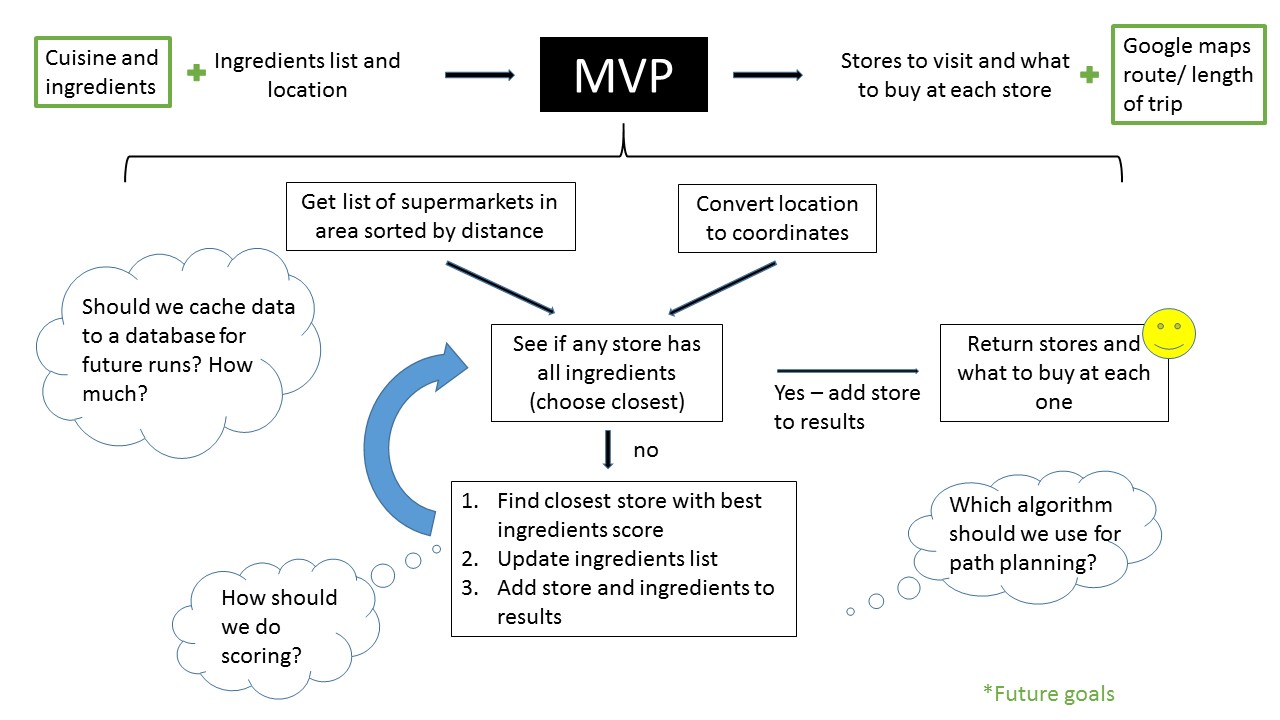 Cuisine and
ingredients
Ingredients list and
location
MVP
Stores to visit and what
to buy at each store
Google maps
route/ length
of trip
Get list of supermarkets in
area sorted by distance
Convert location
to coordinates
Should we cache data
to a database for
future runs? How
much?
See if any store has
all ingredients
(choose closest)
Yes – add store
to results
Return stores and
what to buy at each
one
no
1. Find closest store with best
ingredients score
2. Update ingredients list
3. Add store and ingredients to
results
Which algorithm
should we use for
path planning?
How should
we do
scoring?
*Future goals